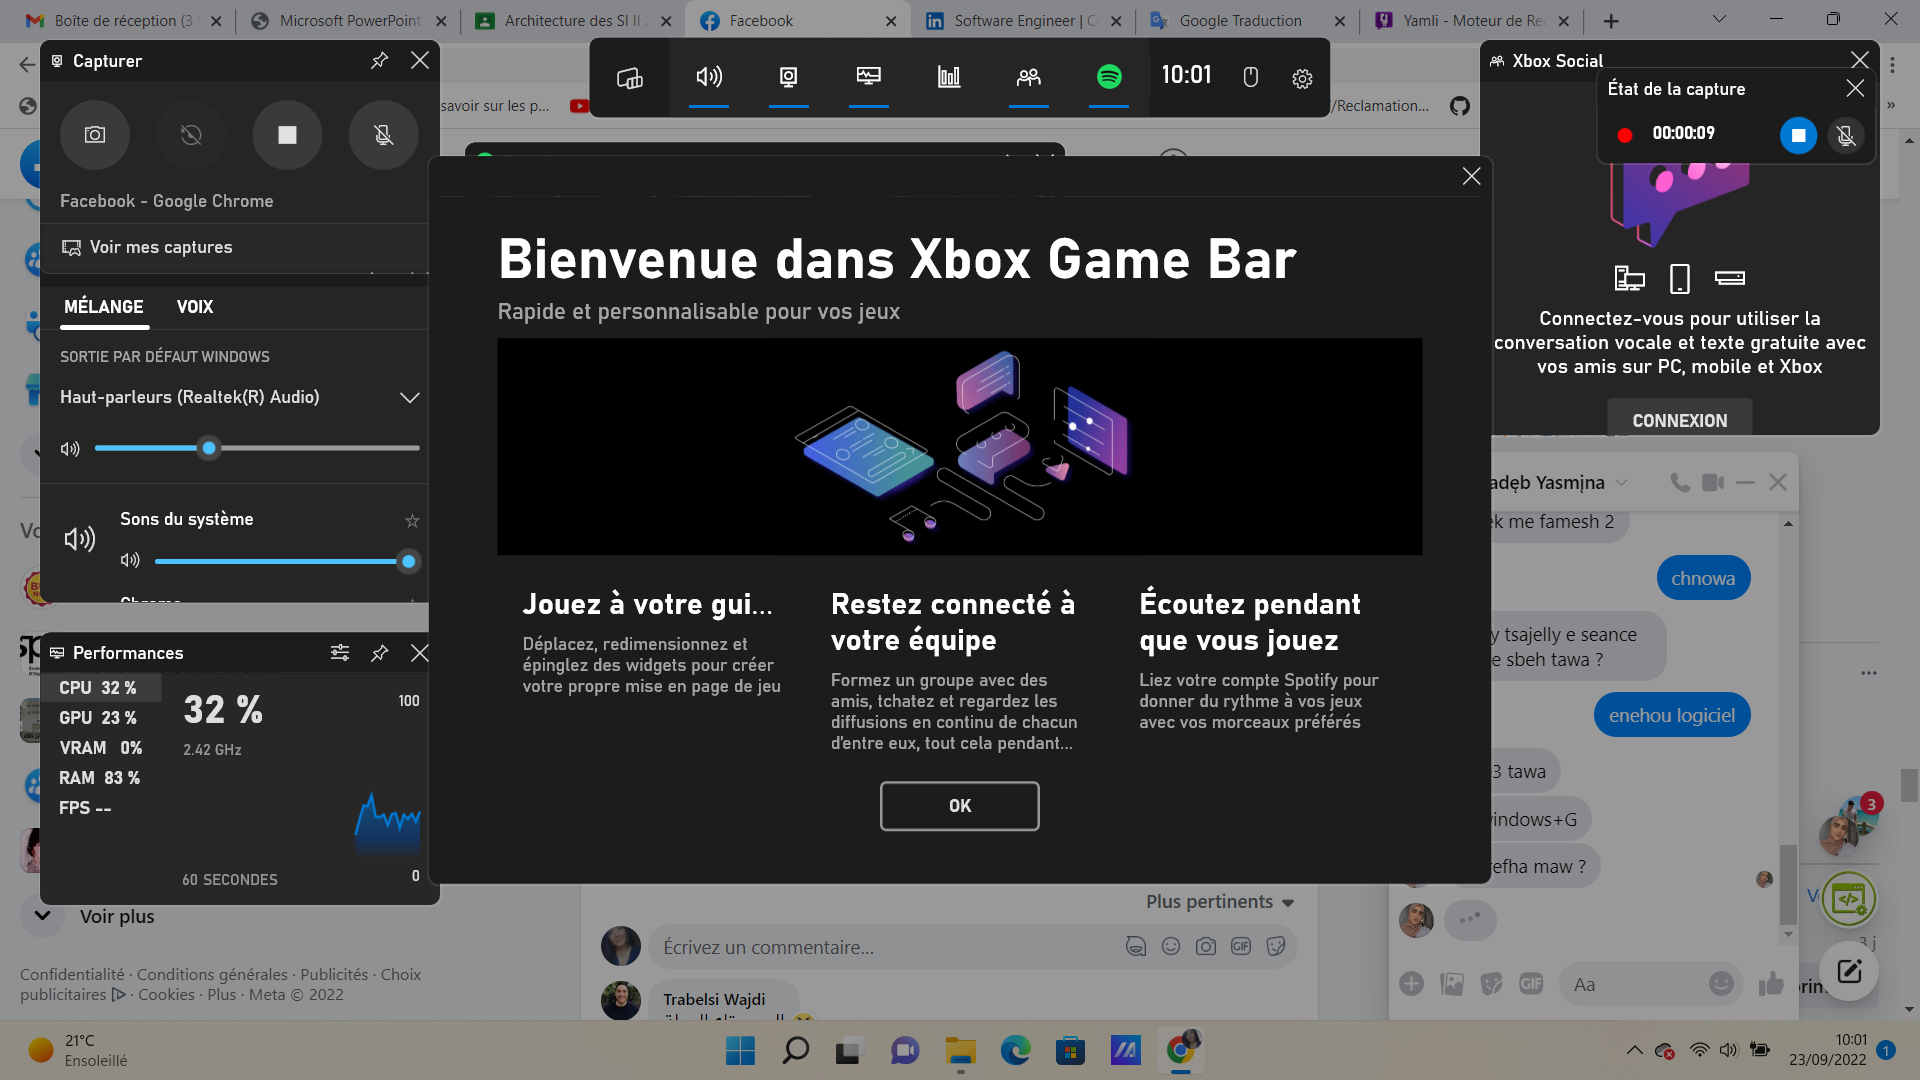 Boîte de réception (3
Microsoft PowerPoint
Architecture des SI II
Facebook
Software Engineer |
Google Traduction
Yamli - Moteur de
Capturer
10:01
Xbox Social
savoir sur les p...
/Reclamation...
»
État de la capture
00:00:09
Facebook - Google Chrome
Voir mes captures
MÉLANGE
VOIX
SORTIE PAR DÉFAUT WINDOWS
Haut-parleurs (Realtek(R) Audio)
Sons du système
Performances
CPU 32 %
GPU 23 %
VRAM 0%
RAM 83 %
FPS --
32 %
2.42 GHz
100
60 SECONDES
0
Bienvenue dans Xbox Game Bar
Rapide et personnalisable pour vos jeux
Jouez à votre gui...
Déplacez, redimensionnez et
épinglez des widgets pour créer
votre propre mise en page de jeu
Restez connecté à
votre équipe
Formez un groupe avec des
amis, tchatez et regardez les
diffusions en continu de chacun
d'entre eux, tout cela pendant...
Écoutez pendant
que vous jouez
Liez votre compte Spotify pour
donner du rythme à vos jeux
avec vos morceaux préférés
OK
Connectez-vous pour utiliser la
conversation vocale et texte gratuite avec
vos amis sur PC, mobile et Xbox
CONNEXION
Yasmịna
me famesh 2
chnowa
tsajelly e seance
e sbeh tawa ?
enehou logiciel
3 tawa
windows+G
maw ?
3
Aa
3 j
Voir plus
Confidentialité · Conditions générales · Publicités · Choix
publicitaires · Cookies · Plus · Meta © 2022
Plus pertinents
Écrivez un commentaire...
GIF
GIF
Trabelsi Wajdi
21°C
Ensoleillé
10:01
23/09/2022
1